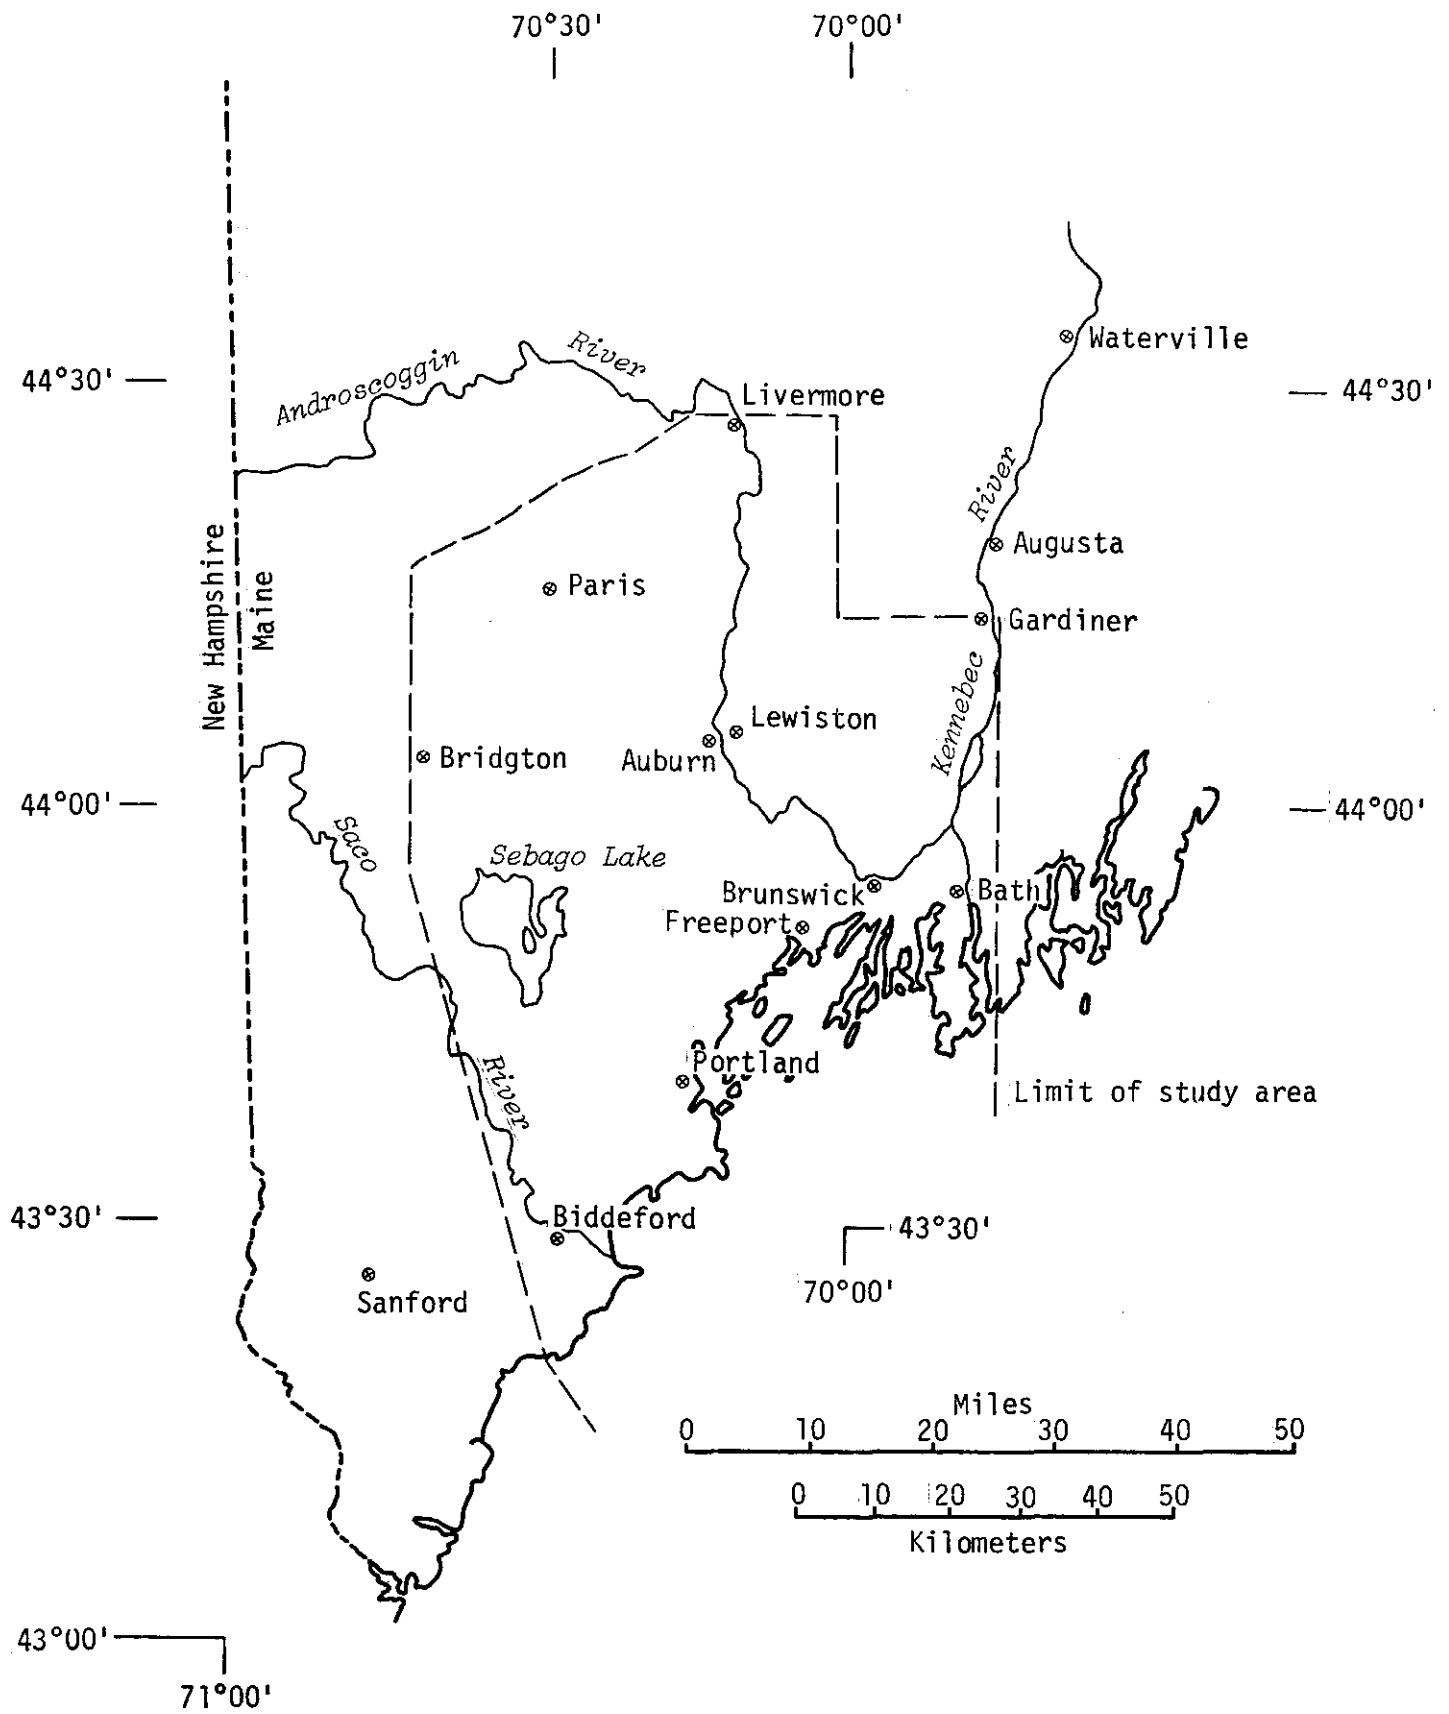 70°30'
70°00'
Waterville
River
Androscoggin
44°30'
44°30'
Livermore
River
Augusta
New Hampshire
Maine
Paris
Gardiner
Kennebec
Lewiston
Auburn
Bridgton
44°00'
44°00'
Saco
Sebago Lake
Brunswick
Bath
Freeport
Portland
River
Limit of study area
43°30'
Biddeford
43°30'
70°00'
Sanford
Miles
0 10 20 30 40 50
0 10 20 30 40 50
Kilometers
43°00'
71°00'